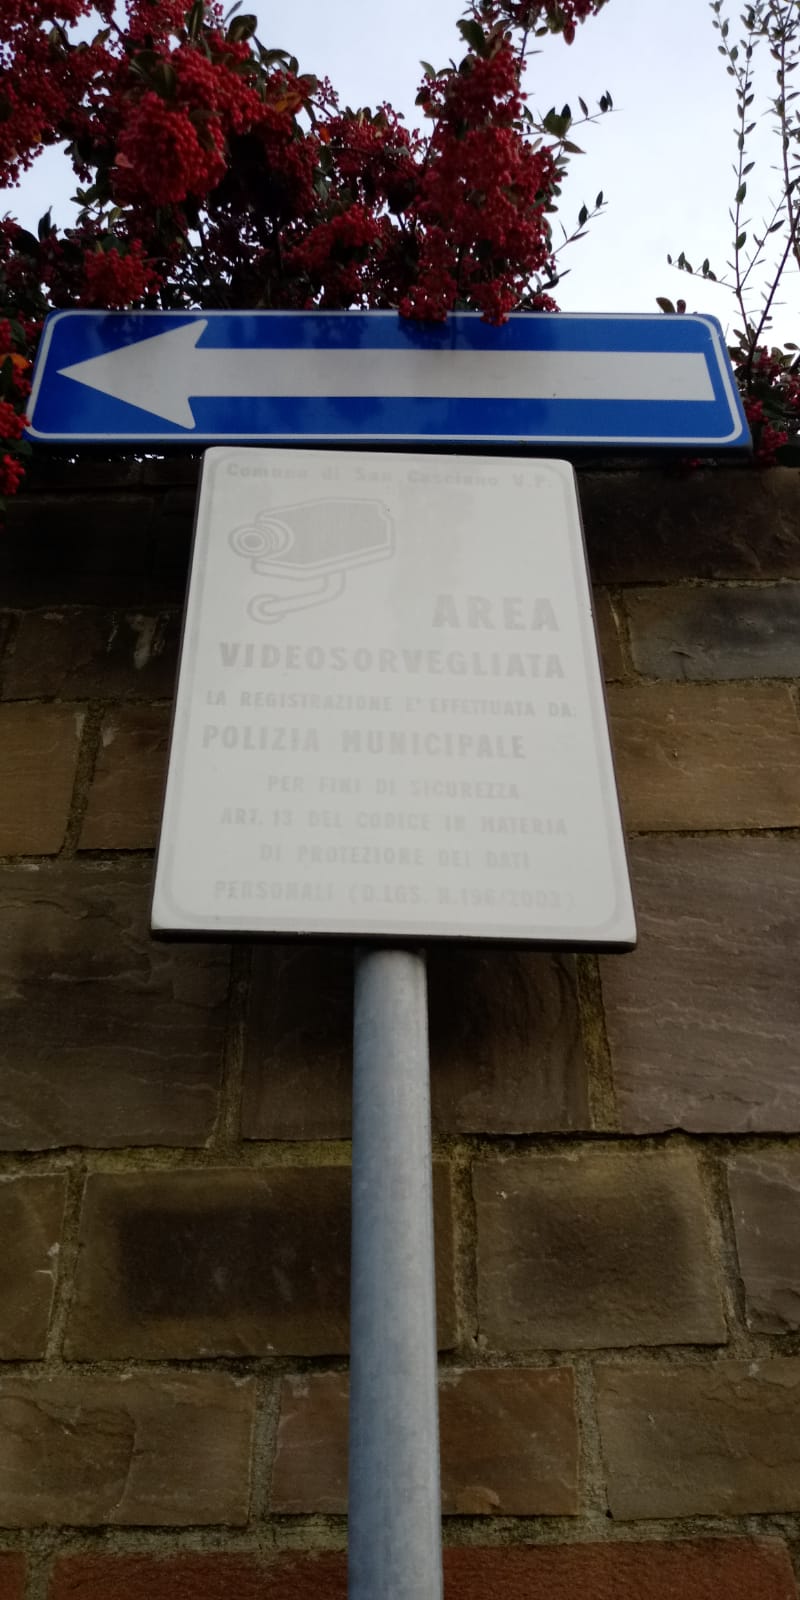 Comune di San Casciano V.P.
AREA
VIDEOSORVEGLIATA
LA REGISTRAZIONE E' EFFETTUATA DA:
POLIZIA MUNICIPALE
PER FINI DI SICUREZZA
ART. 13 DEL CODICE IN MATERIA
DI PROTEZIONE DEI DATI
PERSONALI (D.LGS. N.196/2003)